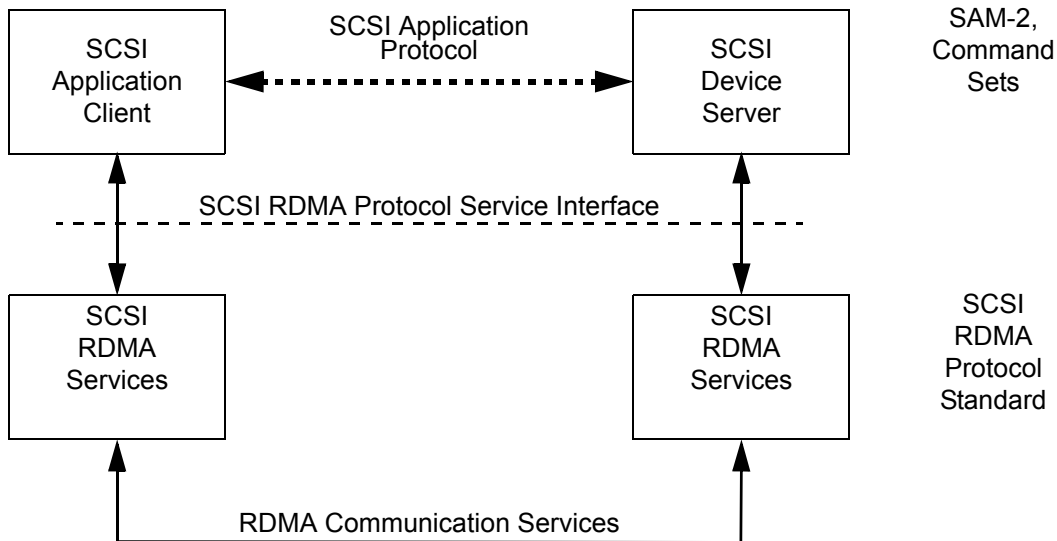 SCSI
Application
Client
SCSI Application
Protocol
SCSI
Device
Server
SAM-2,
Command
Sets
SCSI RDMA Protocol Service Interface
SCSI
RDMA
Services
SCSI
RDMA
Services
SCSI
RDMA
Protocol
Standard
RDMA Communication Services